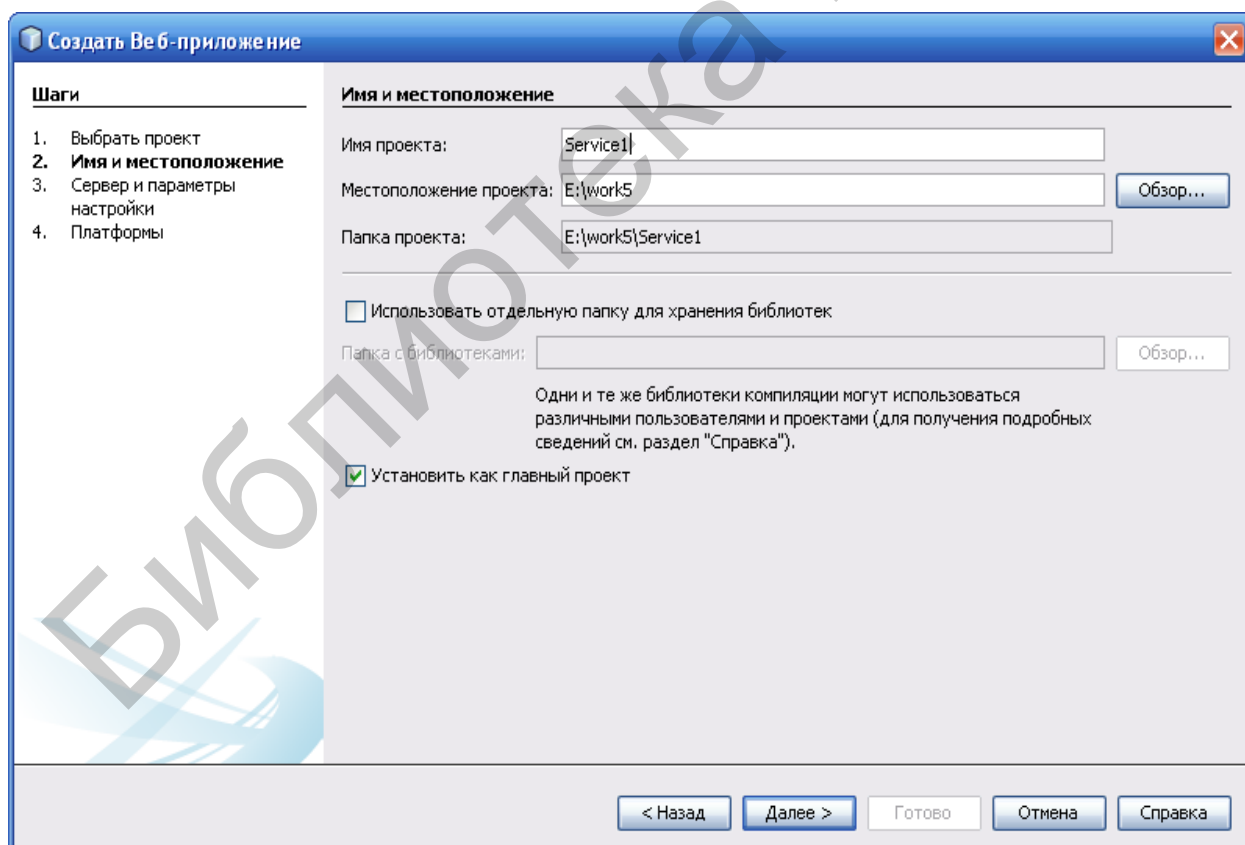 Создать Веб-приложение
Шаги
1. Выбрать проект
2. Имя и местоположение
3. Сервер и параметры
настройки
4. Платформы
Имя и местоположение
Имя проекта: Service1
Местоположение проекта: E:\work5 Обзор...
Папка проекта: E:\work5\Service1
Использовать отдельную папку для хранения библиотек
Папка с библиотеками: Обзор...
Одни и те же библиотеки компиляции могут использоваться
различными пользователями и проектами (для получения подробных
сведений см. раздел "Справка").
Установить как главный проект
< Назад Далее > Готово Отмена Справка
Библиотека